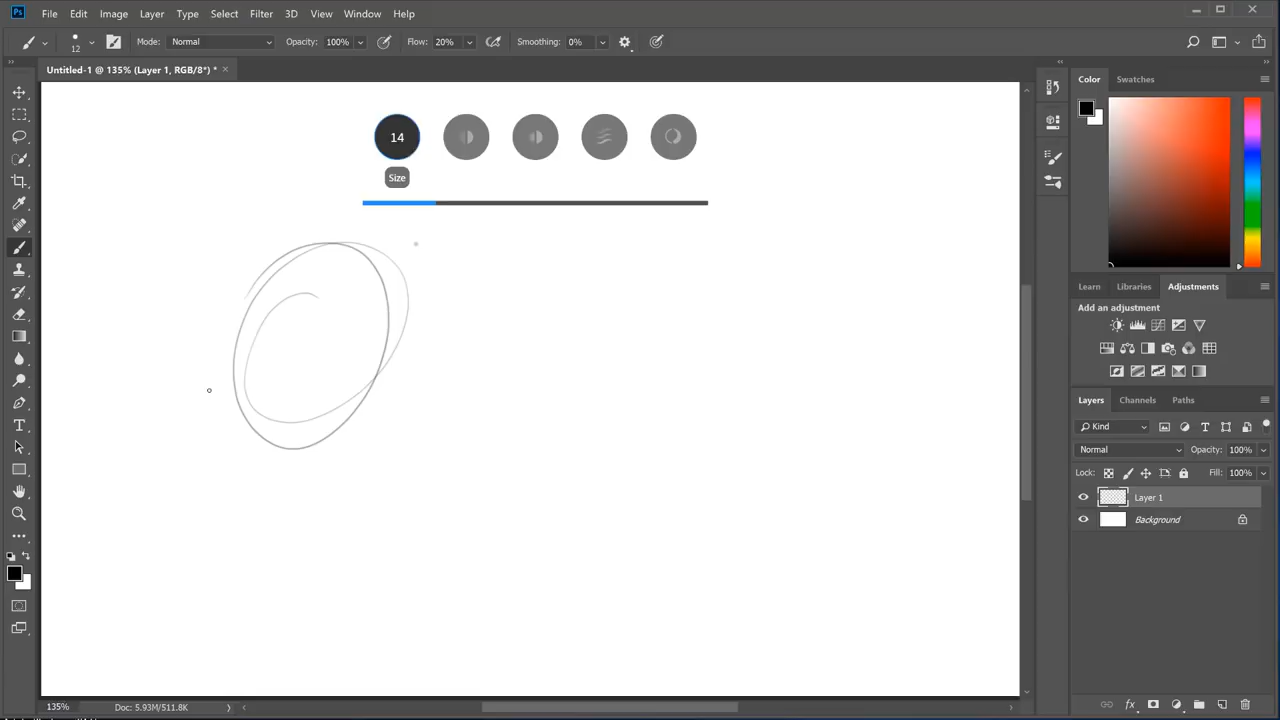 Ps File Edit Image Layer Type Select Filter 3D View Window Help
12 Mode: Normal Opacity: 100% Flow: 20% Smoothing: 0%
Untitled-1 @ 135% (Layer 1, RGB/8*) *
14
Size
Color Swatches
Learn Libraries Adjustments
Add an adjustment
Layers Channels Paths
Kind
Normal Opacity: 100%
Lock: Fill: 100%
Layer 1
Background
fx
135% Doc: 5.93M/511.8K